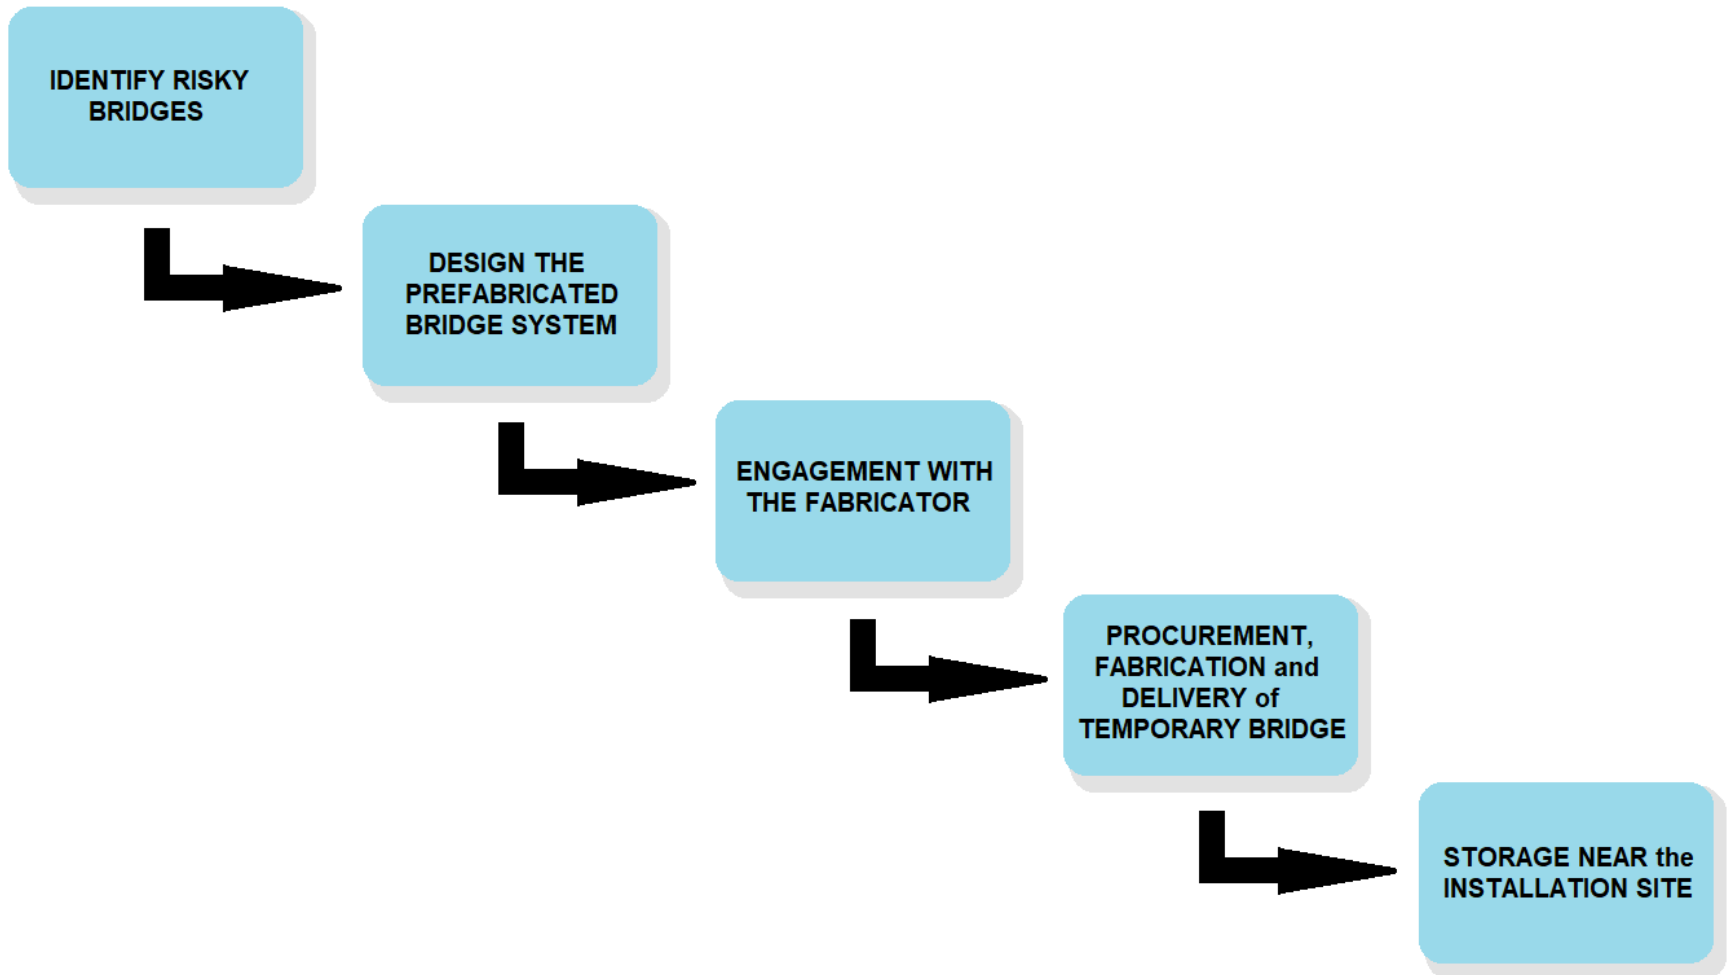 IDENTIFY RISKY
BRIDGES
DESIGN THE
PREFABRICATED
BRIDGE SYSTEM
ENGAGEMENT WITH
THE FABRICATOR
PROCUREMENT,
FABRICATION and
DELIVERY of
TEMPORARY BRIDGE
STORAGE NEAR the
INSTALLATION SITE